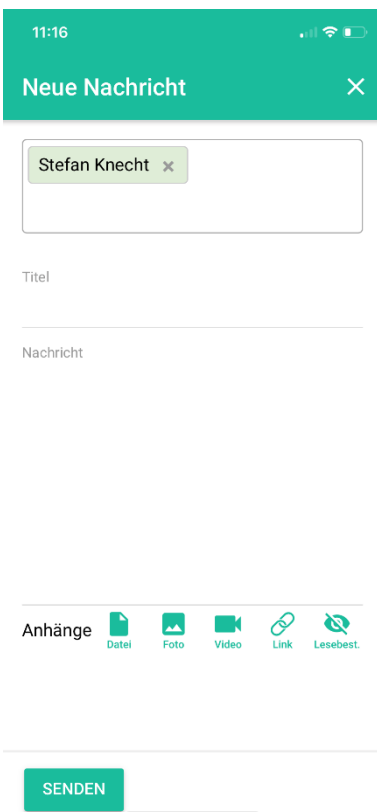 11:16
Neue Nachricht
Stefan Knecht
Titel
Nachricht
Anhänge Datei Foto Video Link Lesebest.
SENDEN